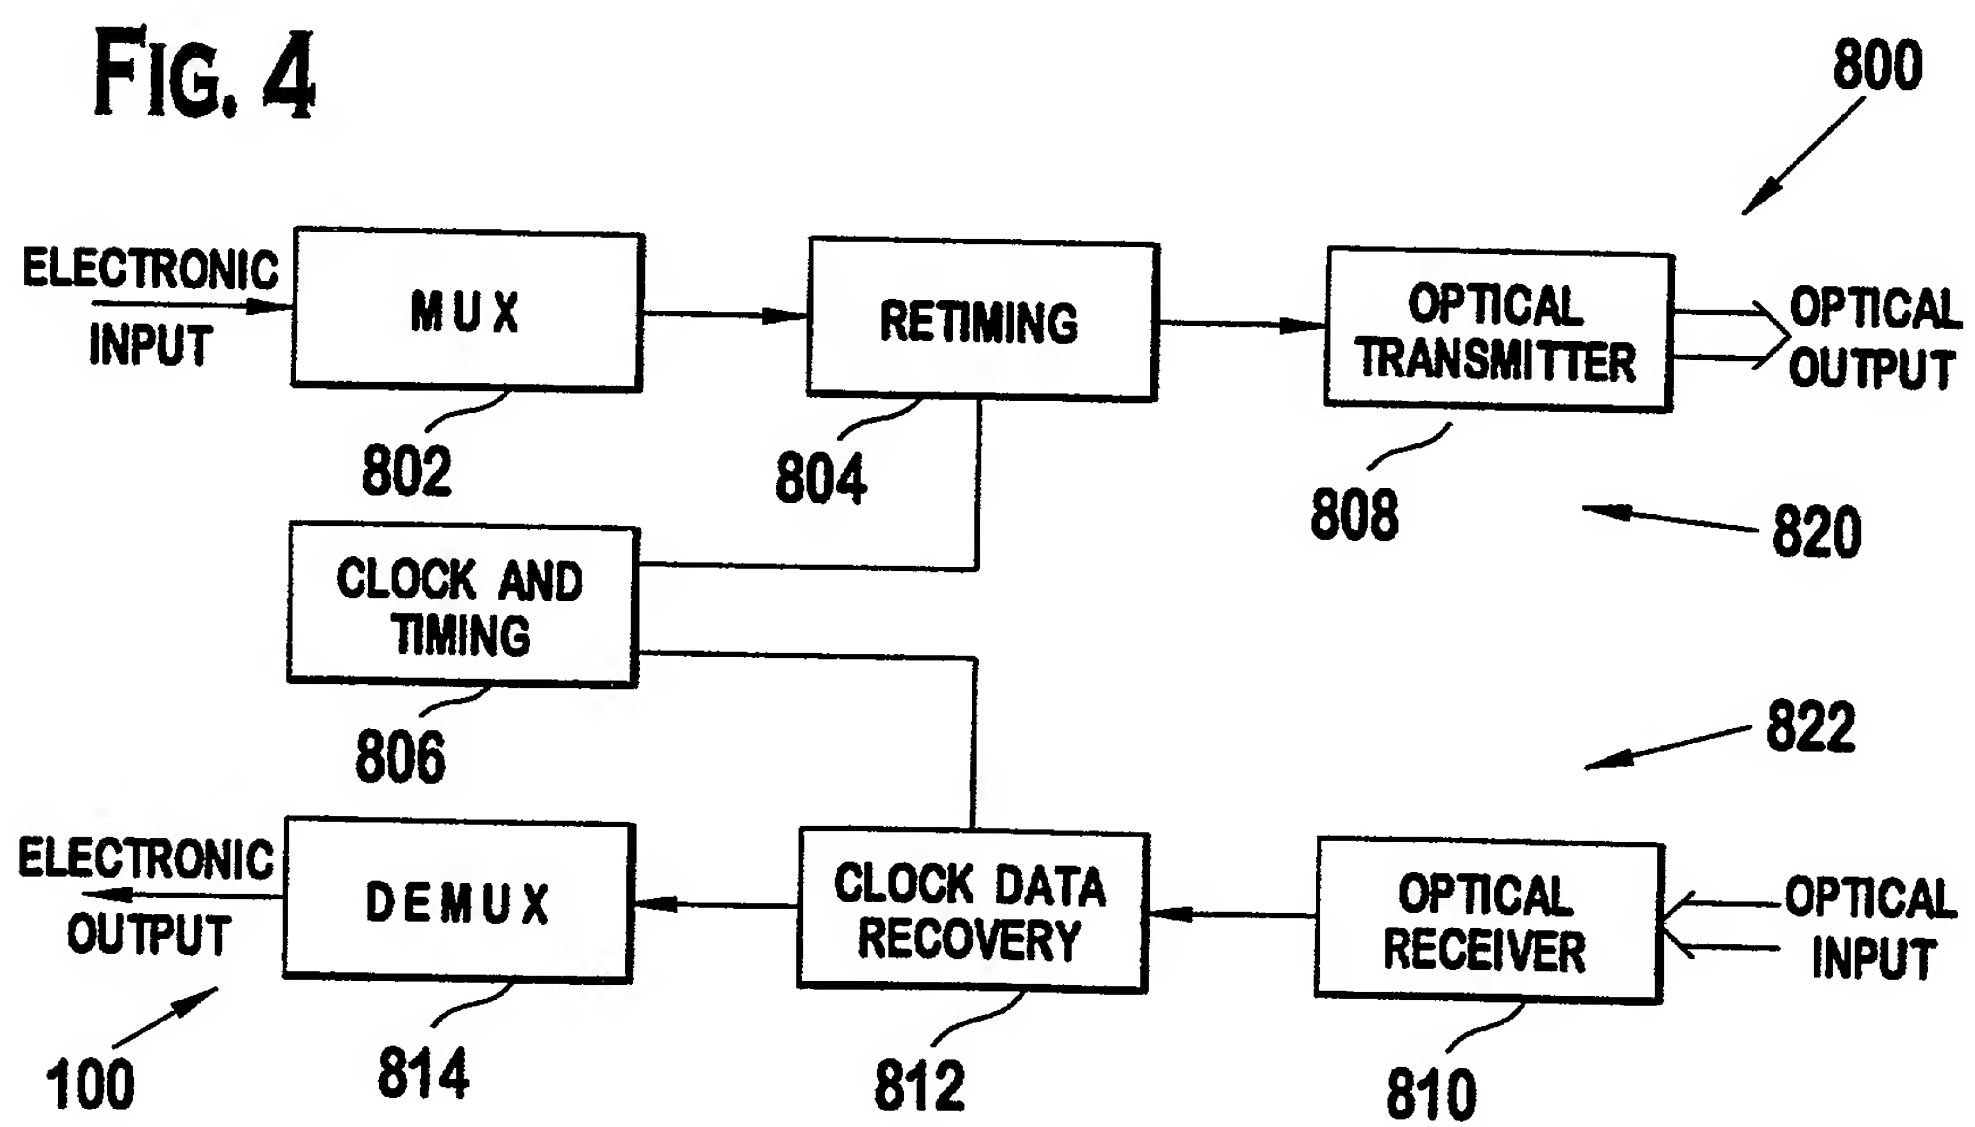 FIG. 4
800
ELECTRONIC
INPUT
MUX
RETIMING
OPTICAL
TRANSMITTER
OPTICAL
OUTPUT
802
804
808
820
CLOCK AND
TIMING
806
822
ELECTRONIC
OUTPUT
DEMUX
CLOCK DATA
RECOVERY
OPTICAL
RECEIVER
OPTICAL
INPUT
100
814
812
810